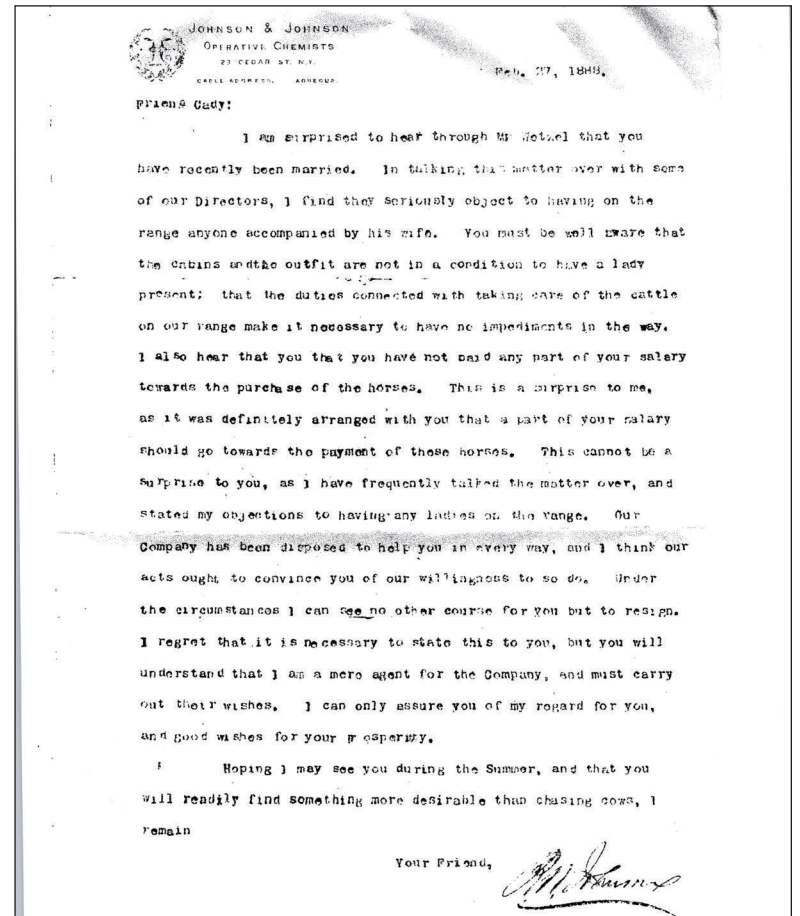 JOHNSON & JOHNSON
OPERATIVE CHEMISTS
23 CEDAR ST. N.Y.
CABLE ADDRESS, AQUEOUS.
Feb. 27, 1888.
Friend Cady:
I am surprised to hear through Mr Wetzel that you
have recently been married. In talking this matter over with some
of our Directors, I find they seriously object to having on the
range anyone accompanied by his wife. You must be well aware that
the cabins andthe outfit are not in a condition to have a lady
present; that the duties connected with taking care of the cattle
on our range make it necessary to have no impediments in the way.
I also hear that you that you have not paid any part of your salary
towards the purchase of the horses. This is a surprise to me,
as it was definitely arranged with you that a part of your salary
should go towards the payment of these horses. This cannot be a
surprise to you, as I have frequently talked the matter over, and
stated my objections to having any ladies on the range. Our
Company has been disposed to help you in every way, and I think our
acts ought to convince you of our willingness to so do. Under
the circumstances I can see no other course for you but to resign.
I regret that it is necessary to state this to you, but you will
understand that I am a mere agent for the Company, and must carry
out their wishes. I can only assure you of my regard for you,
and good wishes for your prosperity.
Hoping I may see you during the Summer, and that you
will readily find something more desirable than chasing cows, I
remain
Your Friend,
Johnson